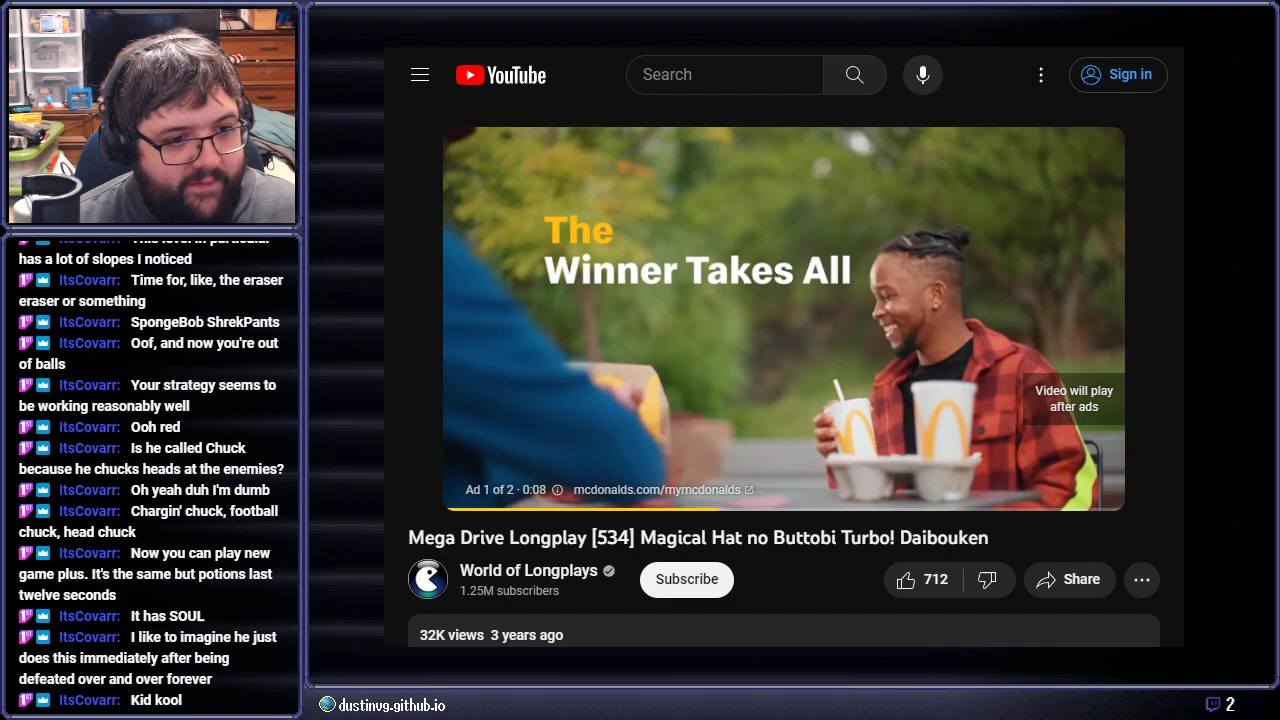 has a lot of slopes I noticed
ItsCovarr: Time for, like, the eraser
eraser or something
ItsCovarr: SpongeBob ShrekPants
ItsCovarr: Oof, and now you're out
of balls
ItsCovarr: Your strategy seems to
be working reasonably well
ItsCovarr: Ooh red
ItsCovarr: Is he called Chuck
because he chucks heads at the enemies?
ItsCovarr: Oh yeah duh I'm dumb
ItsCovarr: Chargin' chuck, football
chuck, head chuck
ItsCovarr: Now you can play new
game plus. It's the same but potions last
twelve seconds
ItsCovarr: It has SOUL
ItsCovarr: I like to imagine he just
does this immediately after being
defeated over and over forever
ItsCovarr: Kid kool
YouTube
Search
Sign in
The
Winner Takes All
Video will play
after ads
Ad 1 of 2 · 0:08 mcdonalds.com/mymcdonalds
Mega Drive Longplay [534] Magical Hat no Buttobi Turbo! Daibouken
World of Longplays
1.25M subscribers
Subscribe
712
Share
32K views 3 years ago
dustinvg.github.io
2